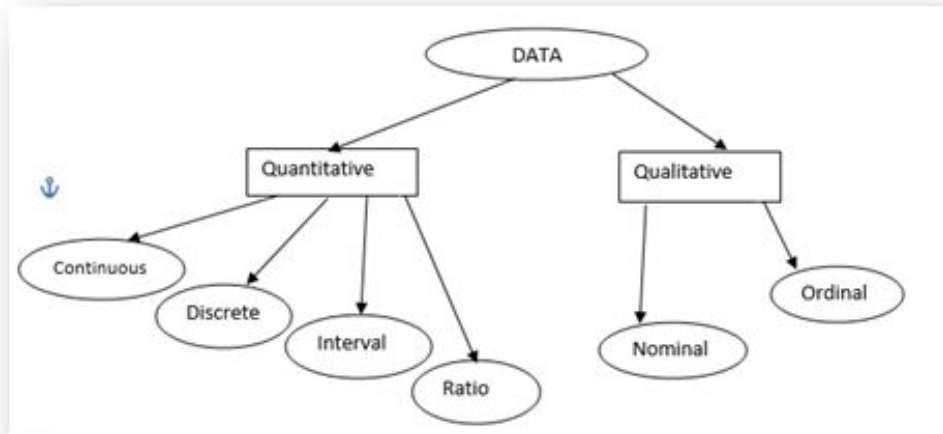 DATA
Quantitative
Qualitative
Continuous
Discrete
Interval
Ratio
Nominal
Ordinal